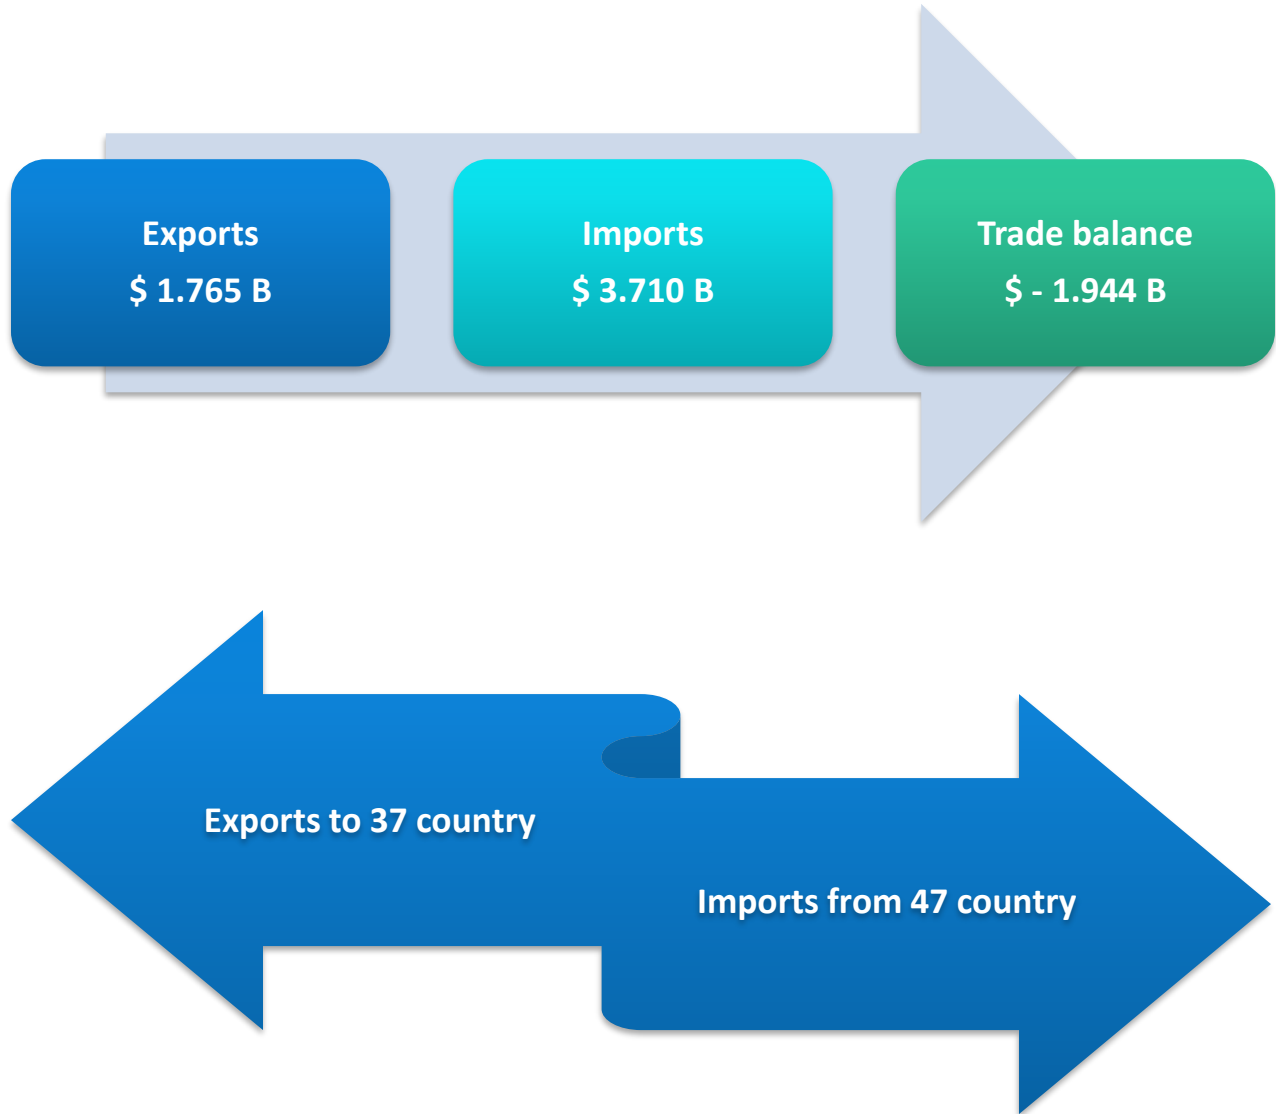 Exports
$ 1.765 B
Imports
$ 3.710 B
Trade balance
$ - 1.944 B
Exports to 37 country
Imports from 47 country